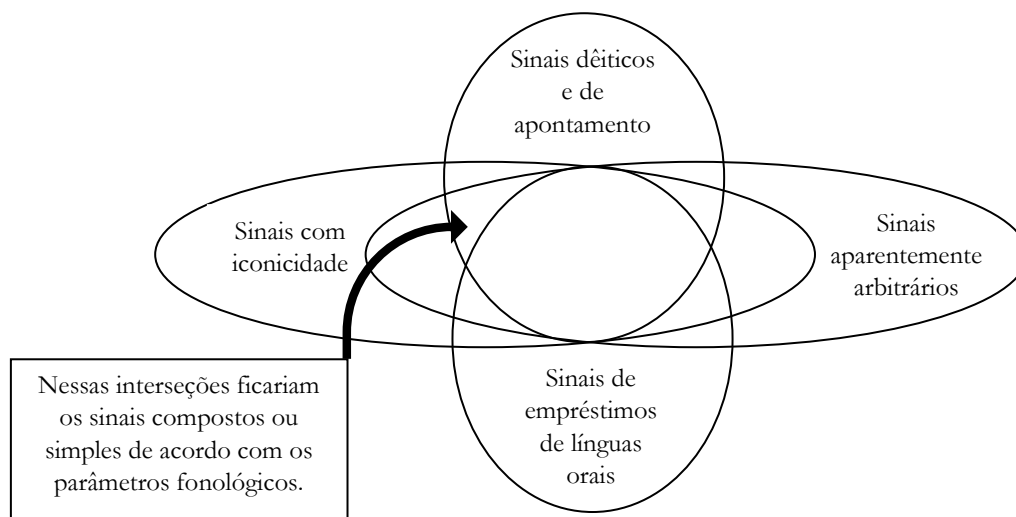 Sinais dêiticos
e de
apontamento
Sinais com
iconicidade
Sinais
aparentemente
arbitrários
Nessas interseções ficariam
os sinais compostos ou
simples de acordo com os
parâmetros fonológicos.
Sinais de
empréstimos
de línguas
orais